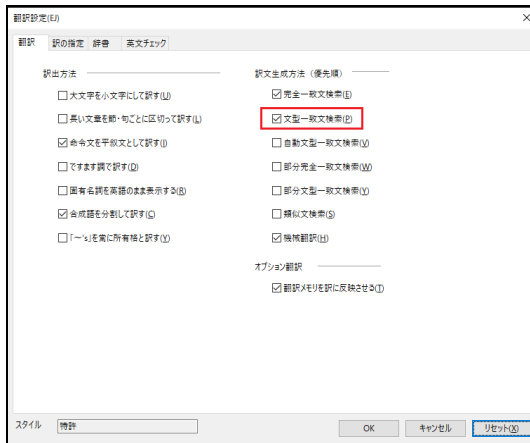 翻訳設定(EJ)
翻訳 訳の指定 辞書 英文チェック
訳出方法
大文字を小文字にして訳す(U)
長い文章を節・句ごとに区切って訳す(L)
命令文を平叙文として訳す(I)
ですます調で訳す(D)
固有名詞を英語のまま表示する(R)
合成語を分割して訳す(C)
「~'s」を常に所有格と訳す(Y)
訳文生成方法（優先順）
完全一致文検索(E)
文型一致文検索(P)
自動文型一致文検索(V)
部分完全一致文検索(W)
部分文型一致文検索(Y)
類似文検索(S)
機械翻訳(H)
オプション翻訳
翻訳メモリを訳に反映させる(T)
スタイル 特許
OK キャンセル リセット(X)